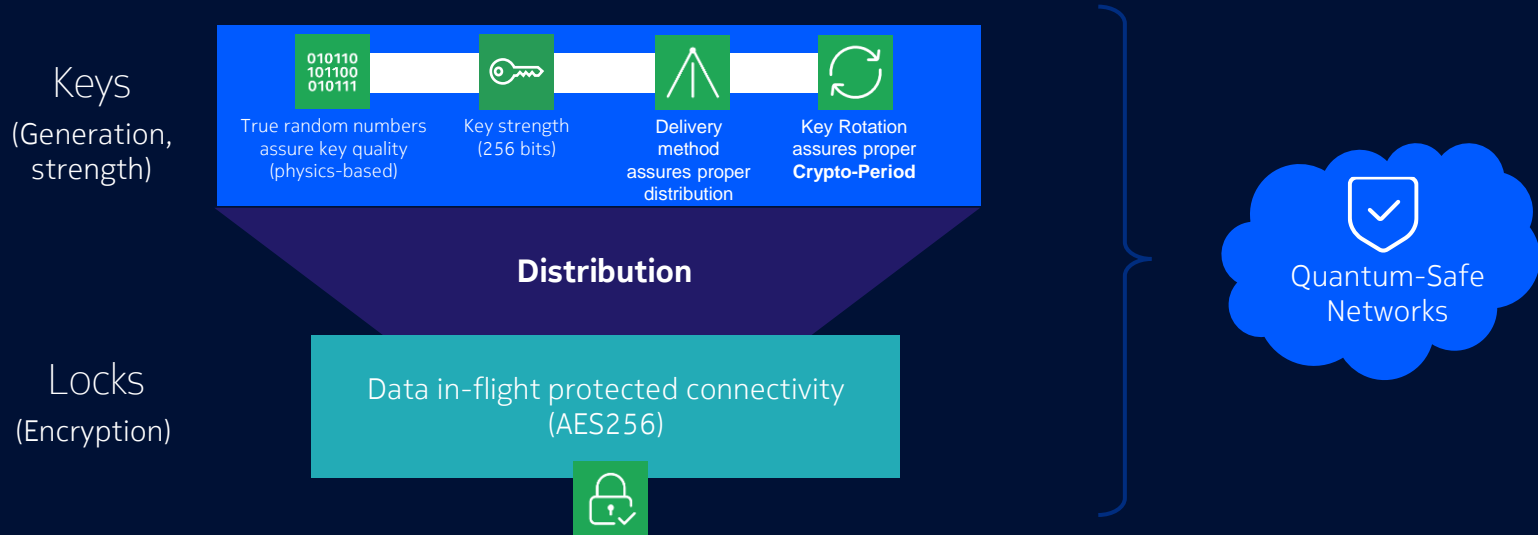 Keys
(Generation,
strength)
010110
101100
010111
True random numbers
assure key quality
(physics-based)
Key strength
(256 bits)
Delivery
method
assures proper
distribution
Key Rotation
assures proper
Crypto-Period
Distribution
Locks
(Encryption)
Data in-flight protected connectivity
(AES256)
Quantum-Safe
Networks